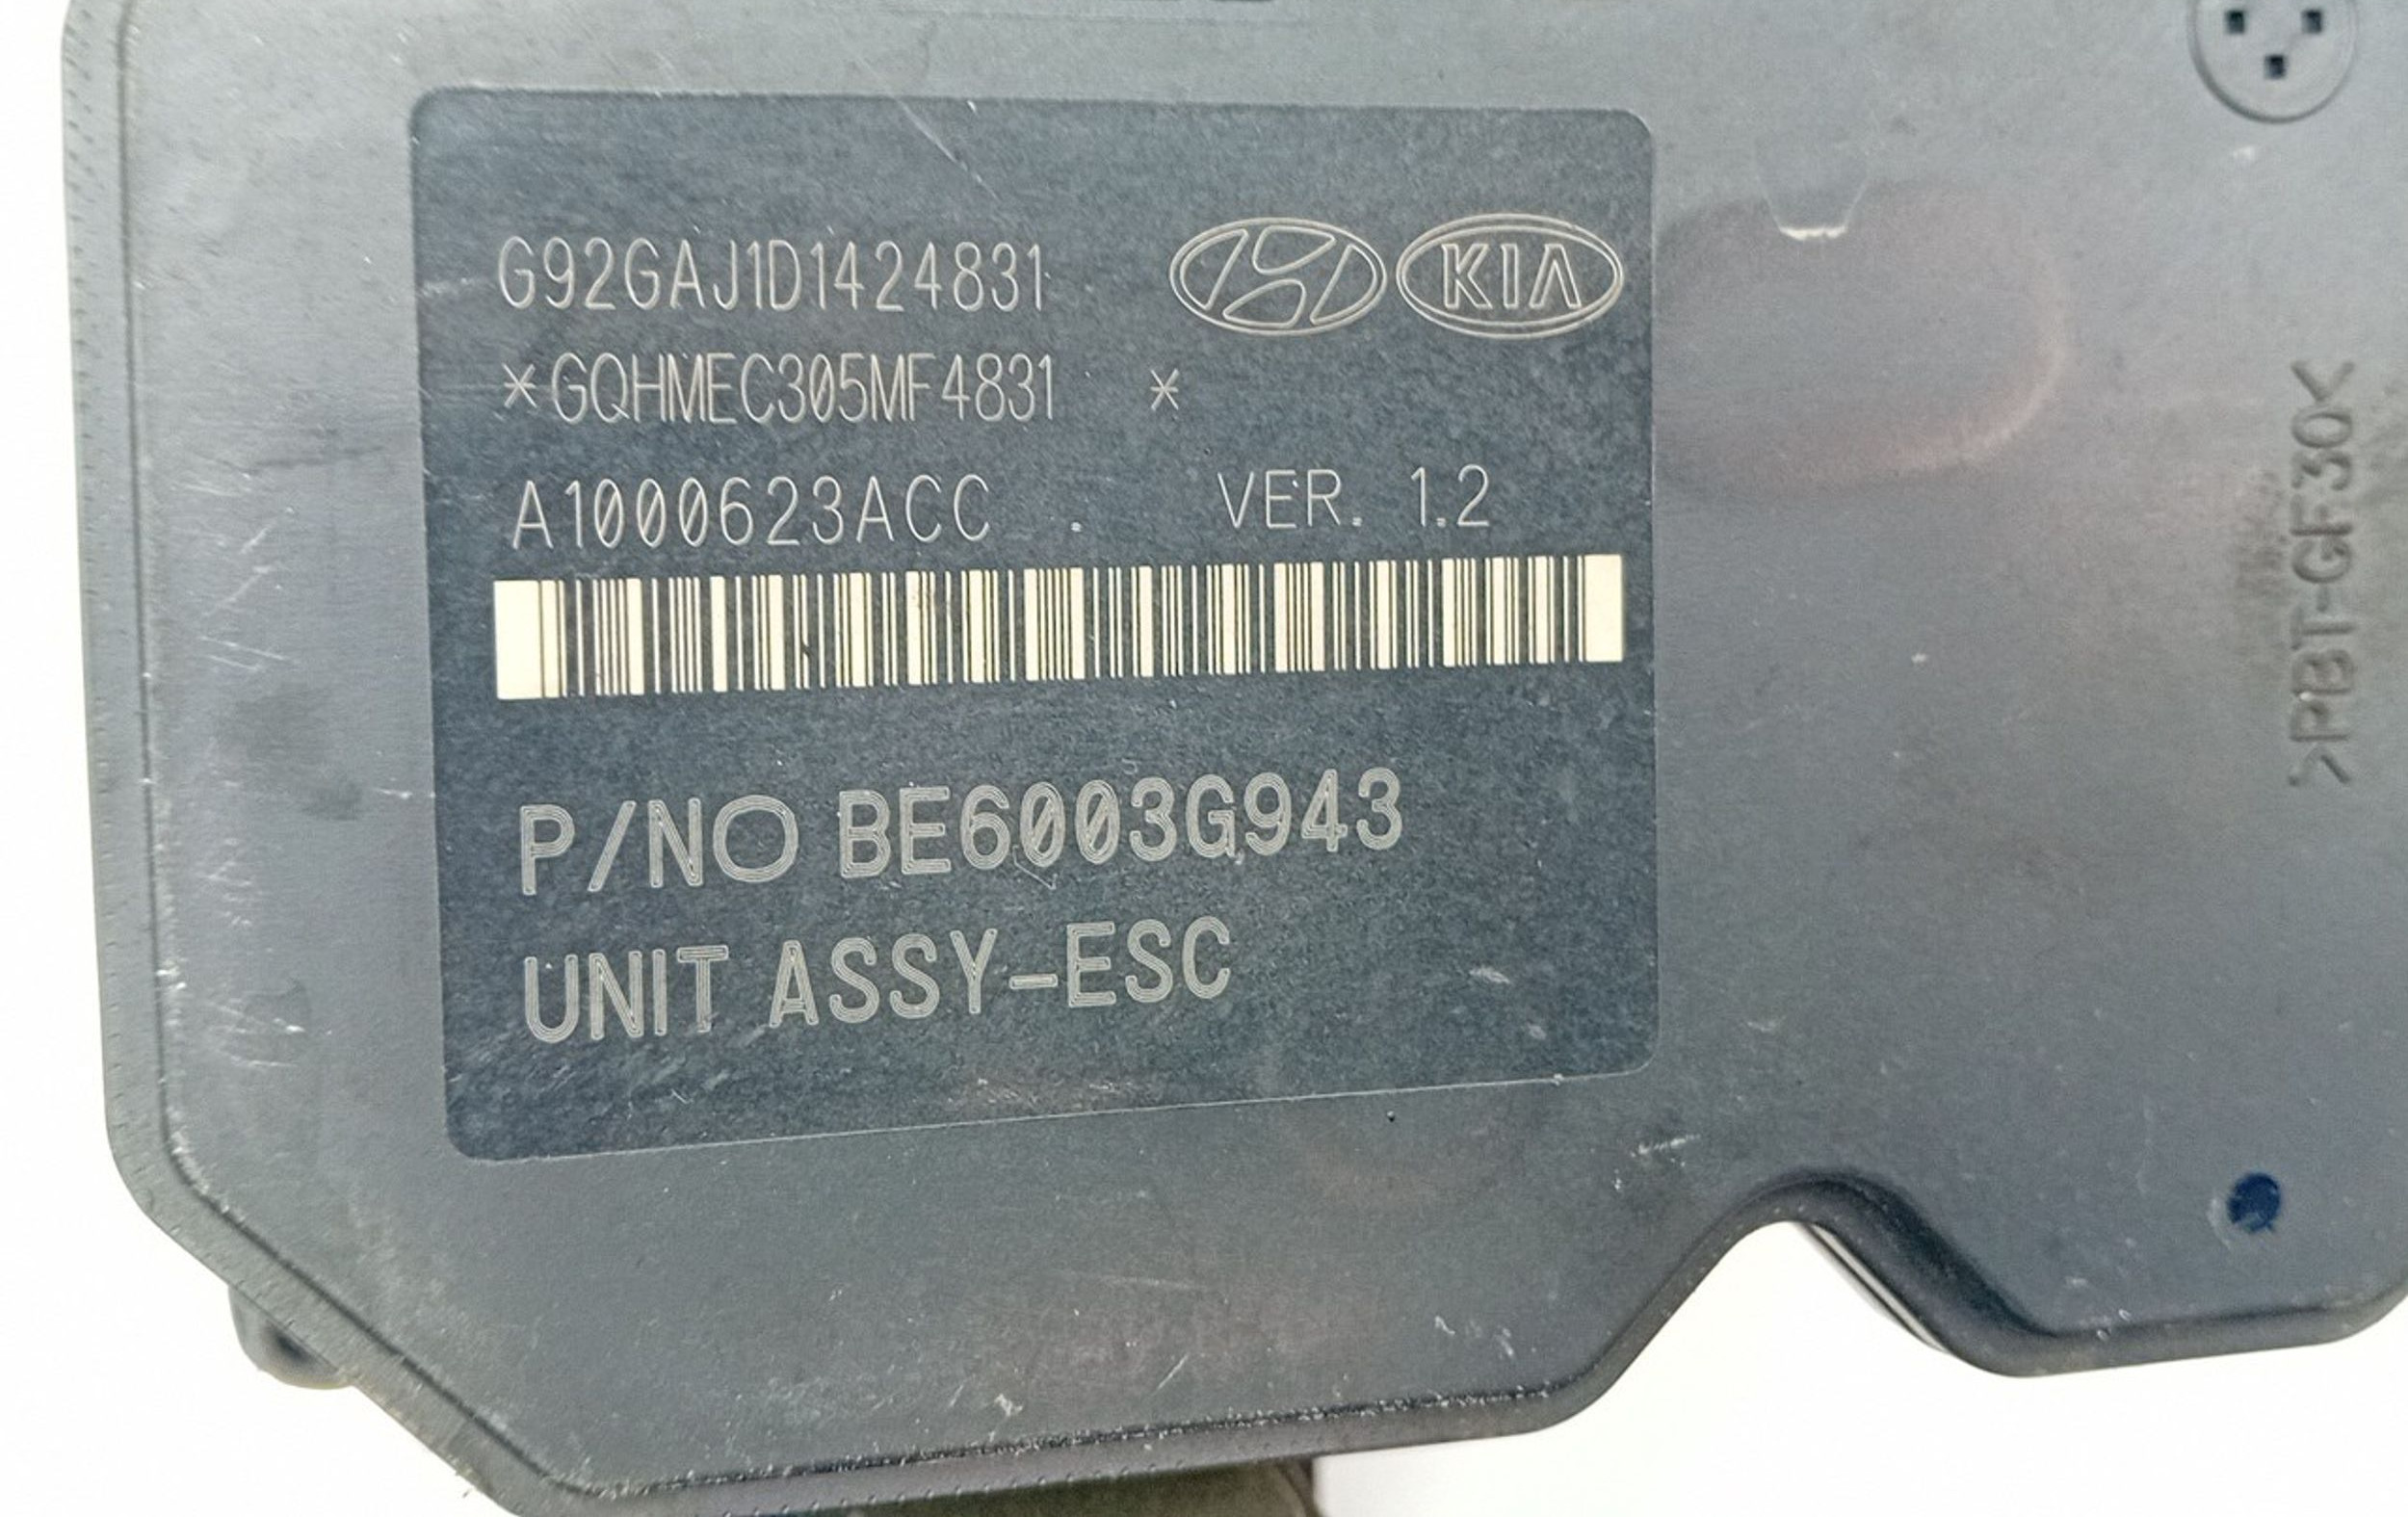 G92GAJ1D1424831
KIA
*GQHMEC305MF4831 *
A1000623ACC . VER. 1.2
P/NO BE6003G943
UNIT ASSY-ESC
>PBT-GF30<